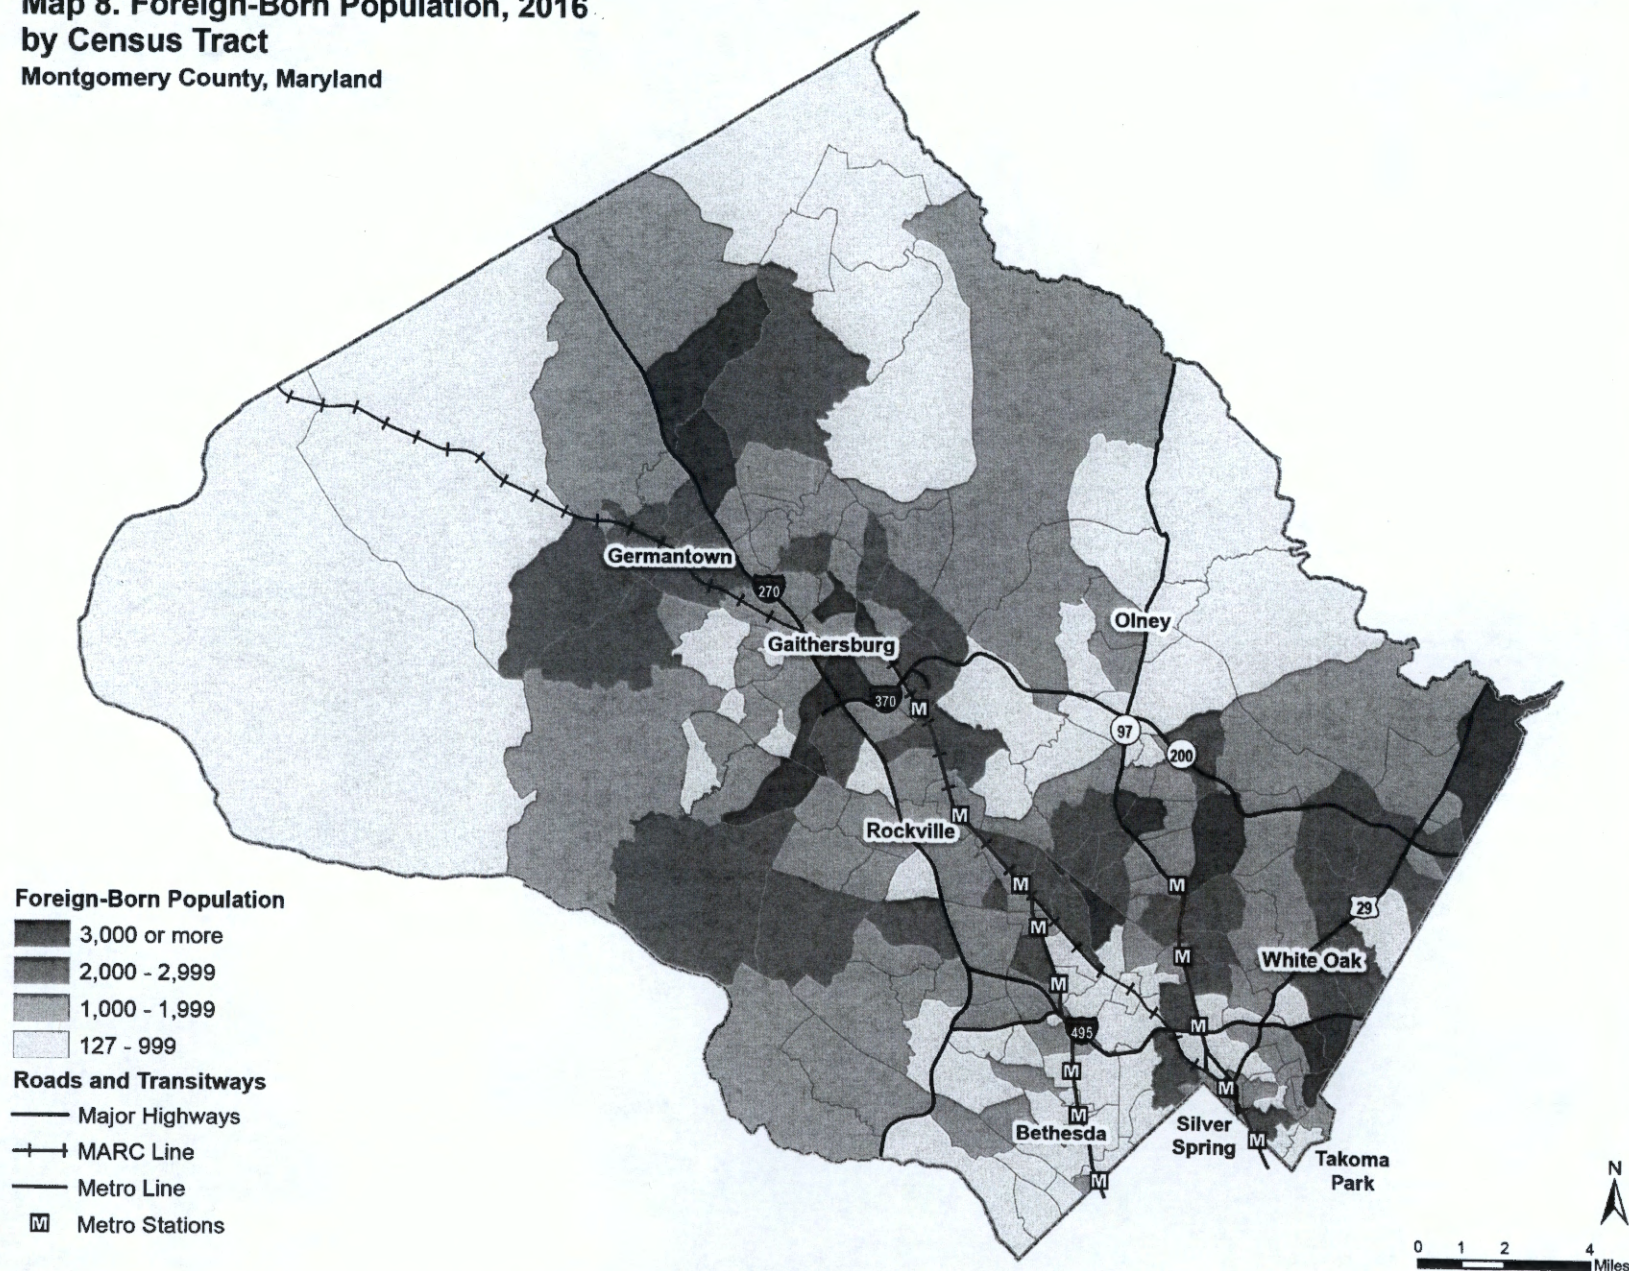 Map 8. Foreign-Born Population, 2016
by Census Tract
Montgomery County, Maryland
Germantown
270
Gaithersburg
370
M
Olney
97
200
Rockville
M
M
M
M
29
M
White Oak
M
M
495
M
M
M
Bethesda
Silver
Spring
M
Takoma
Park
M
Foreign-Born Population
3,000 or more
2,000 - 2,999
1,000 - 1,999
127 - 999
Roads and Transitways
Major Highways
MARC Line
Metro Line
M Metro Stations
N
0 1 2 4
Miles